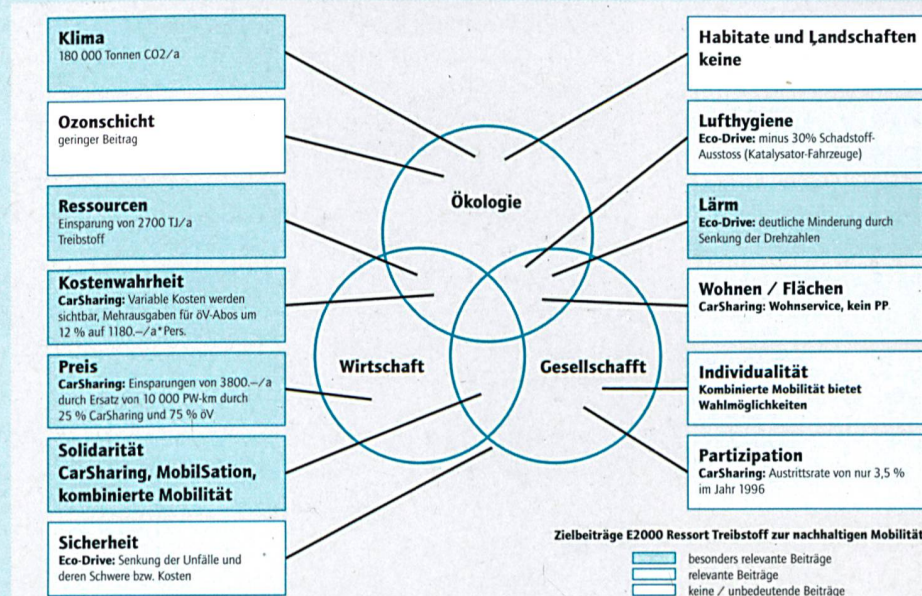 Klima
180 000 Tonnen CO2/a
Ozonschicht
geringer Beitrag
Ressourcen
Einsparung von 2700 TJ/a
Treibstoff
Kostenwahrheit
CarSharing: Variable Kosten werden
sichtbar, Mehrausgaben für öV-Abos um
12 % auf 1180.–/a*Pers.
Preis
CarSharing: Einsparungen von 3800.–/a
durch Ersatz von 10 000 PW-km durch
25 % CarSharing und 75 % öV
Solidarität
CarSharing, MobilSation,
kombinierte Mobilität
Sicherheit
Eco-Drive: Senkung der Unfälle und
deren Schwere bzw. Kosten
Ökologie
Wirtschaft
Gesellschafft
Habitate und Landschaften
keine
Lufthygiene
Eco-Drive: minus 30% Schadstoff-
Ausstoss (Katalysator-Fahrzeuge)
Lärm
Eco-Drive: deutliche Minderung durch
Senkung der Drehzahlen
Wohnen / Flächen
CarSharing: Wohnservice, kein PP
Individualität
Kombinierte Mobilität bietet
Wahlmöglichkeiten
Partizipation
CarSharing: Austrittsrate von nur 3,5 %
im Jahr 1996
Zielbeiträge E2000 Ressort Treibstoff zur nachhaltigen Mobilität
besonders relevante Beiträge
relevante Beiträge
keine / unbedeutende Beiträge